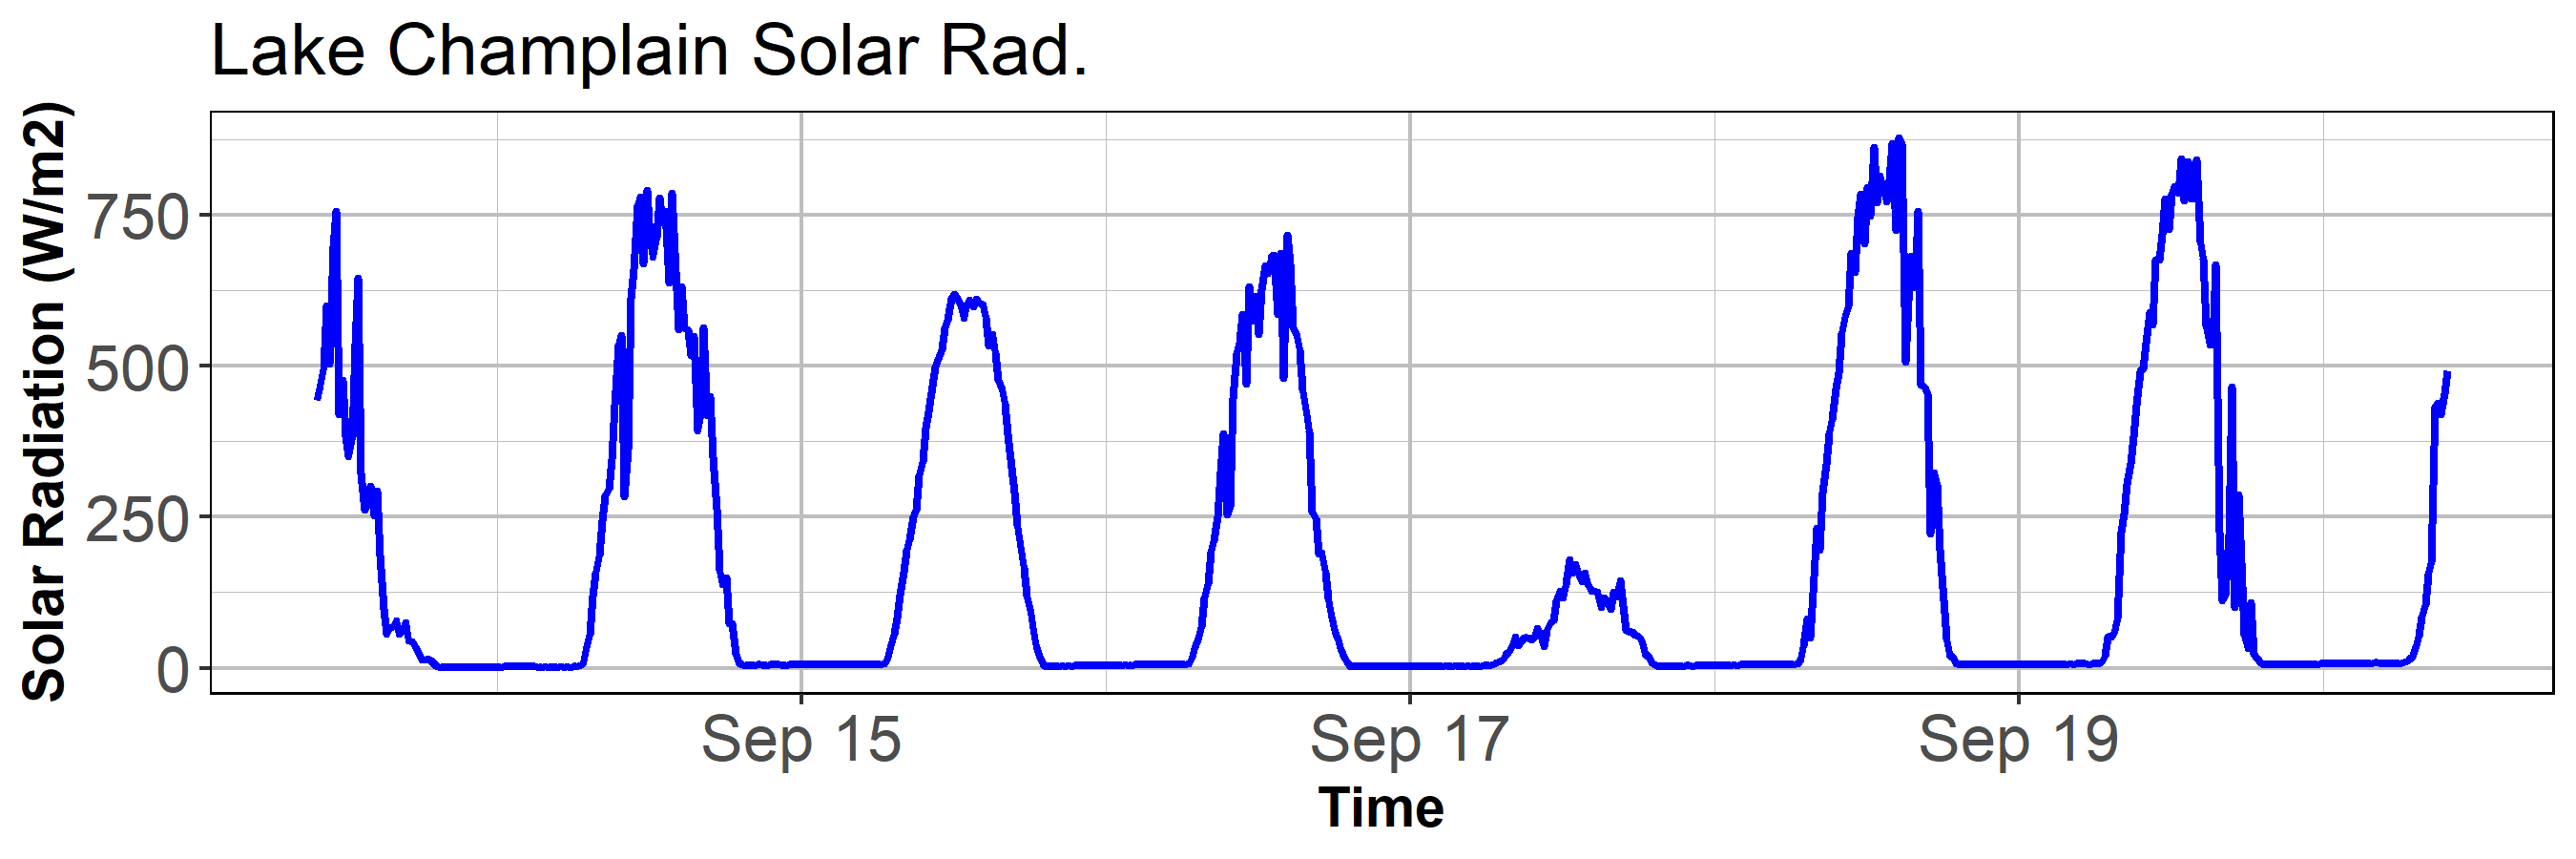 Lake Champlain Solar Rad.
Solar Radiation (W/m2)
750
500
250
0
Sep 15 Sep 17 Sep 19
Time